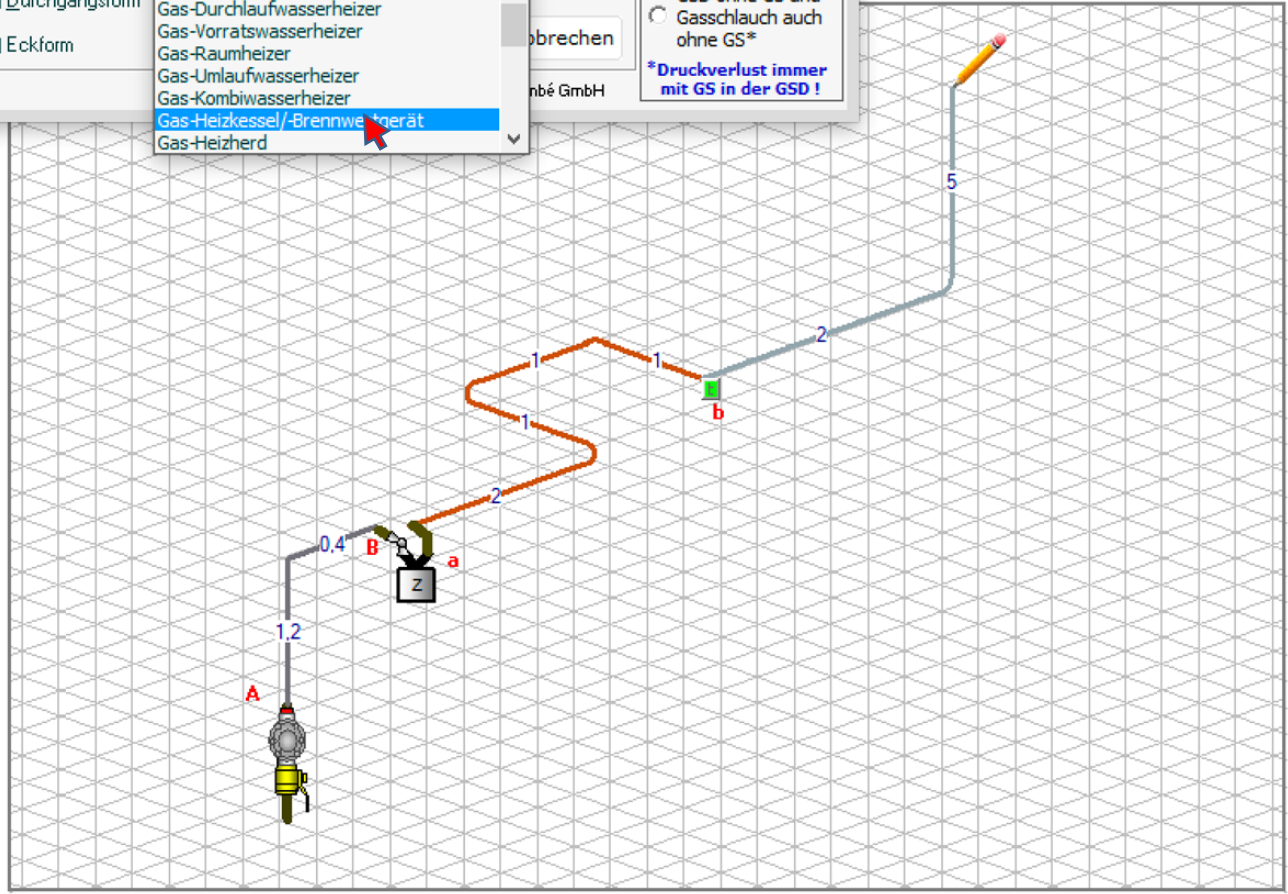 Durchgangsform
Eckform
Gas-Durchlaufwasserheizer
Gas-Vorratswasserheizer
Gas-Raumheizer
Gas-Umlaufwasserheizer
Gas-Kombiwasserheizer
Gas-Heizkessel/-Brennwertgerät
Gas-Heizherd
bbrechen
nbé GmbH
Gasschlauch auch
ohne GS*
*Druckverlust immer
mit GS in der GSD !
5
2
1
1
b
1
2
0,4
B
a
Z
1,2
A